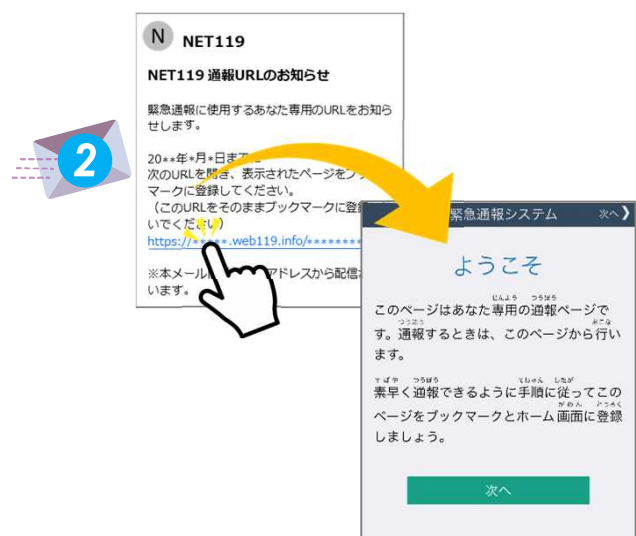 N NET119
NET119 通報URLのお知らせ
緊急通報に使用するあなた専用のURLをお知ら
せします。
2
20**年*月*日まで
次のURLを開き、表示されたページをブッ
マークに登録してください。
(このURLをそのままブックマークに登
いでください)
https://*****.web119.info/********
※本メール アドレスから配信
います。
緊急通報システム 次へ❯
ようこそ
このページはあなた専用の通報ページで
す。通報するときは、このページから行い
ます。
素早く通報できるように手順に従ってこの
ページをブックマークとホーム画面に登録
しましょう。
次へ